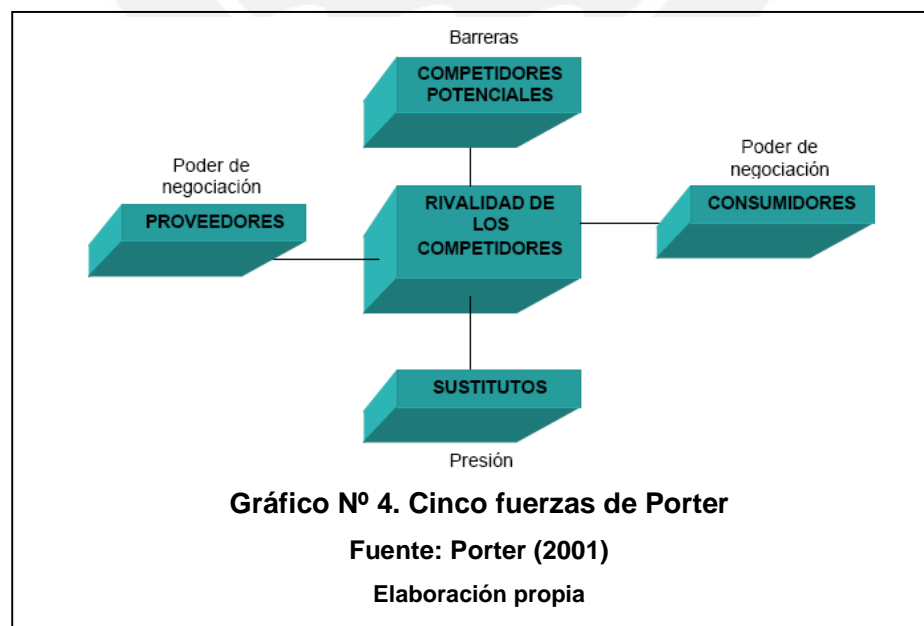 Barreras
COMPETIDORES
POTENCIALES
Poder de
negociación
PROVEEDORES
RIVALIDAD DE
LOS
COMPETIDORES
Poder de
negociación
CONSUMIDORES
SUSTITUTOS
Presión
Gráfico Nº 4. Cinco fuerzas de Porter
Fuente: Porter (2001)
Elaboración propia